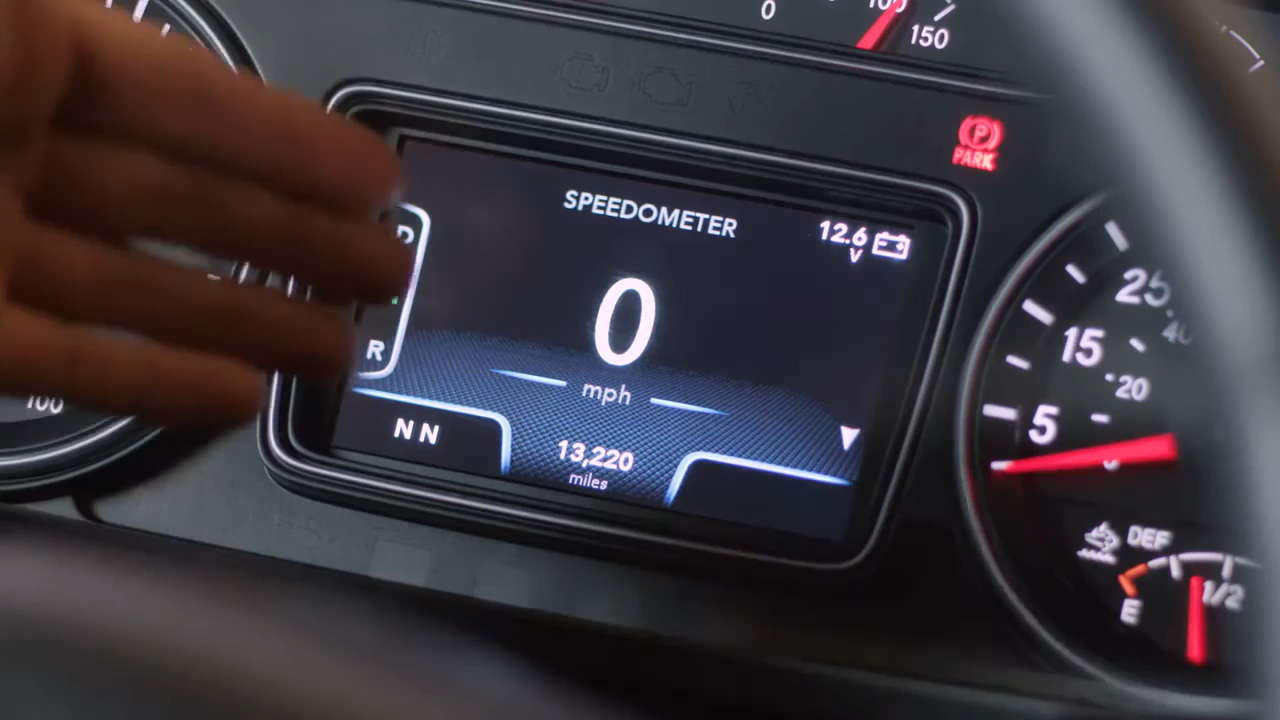 0
100
150
P
PARK
SPEEDOMETER
12.6
V
0
mph
R
N N
13,220
miles
100
25
15
20
5
DEF
E
1/2